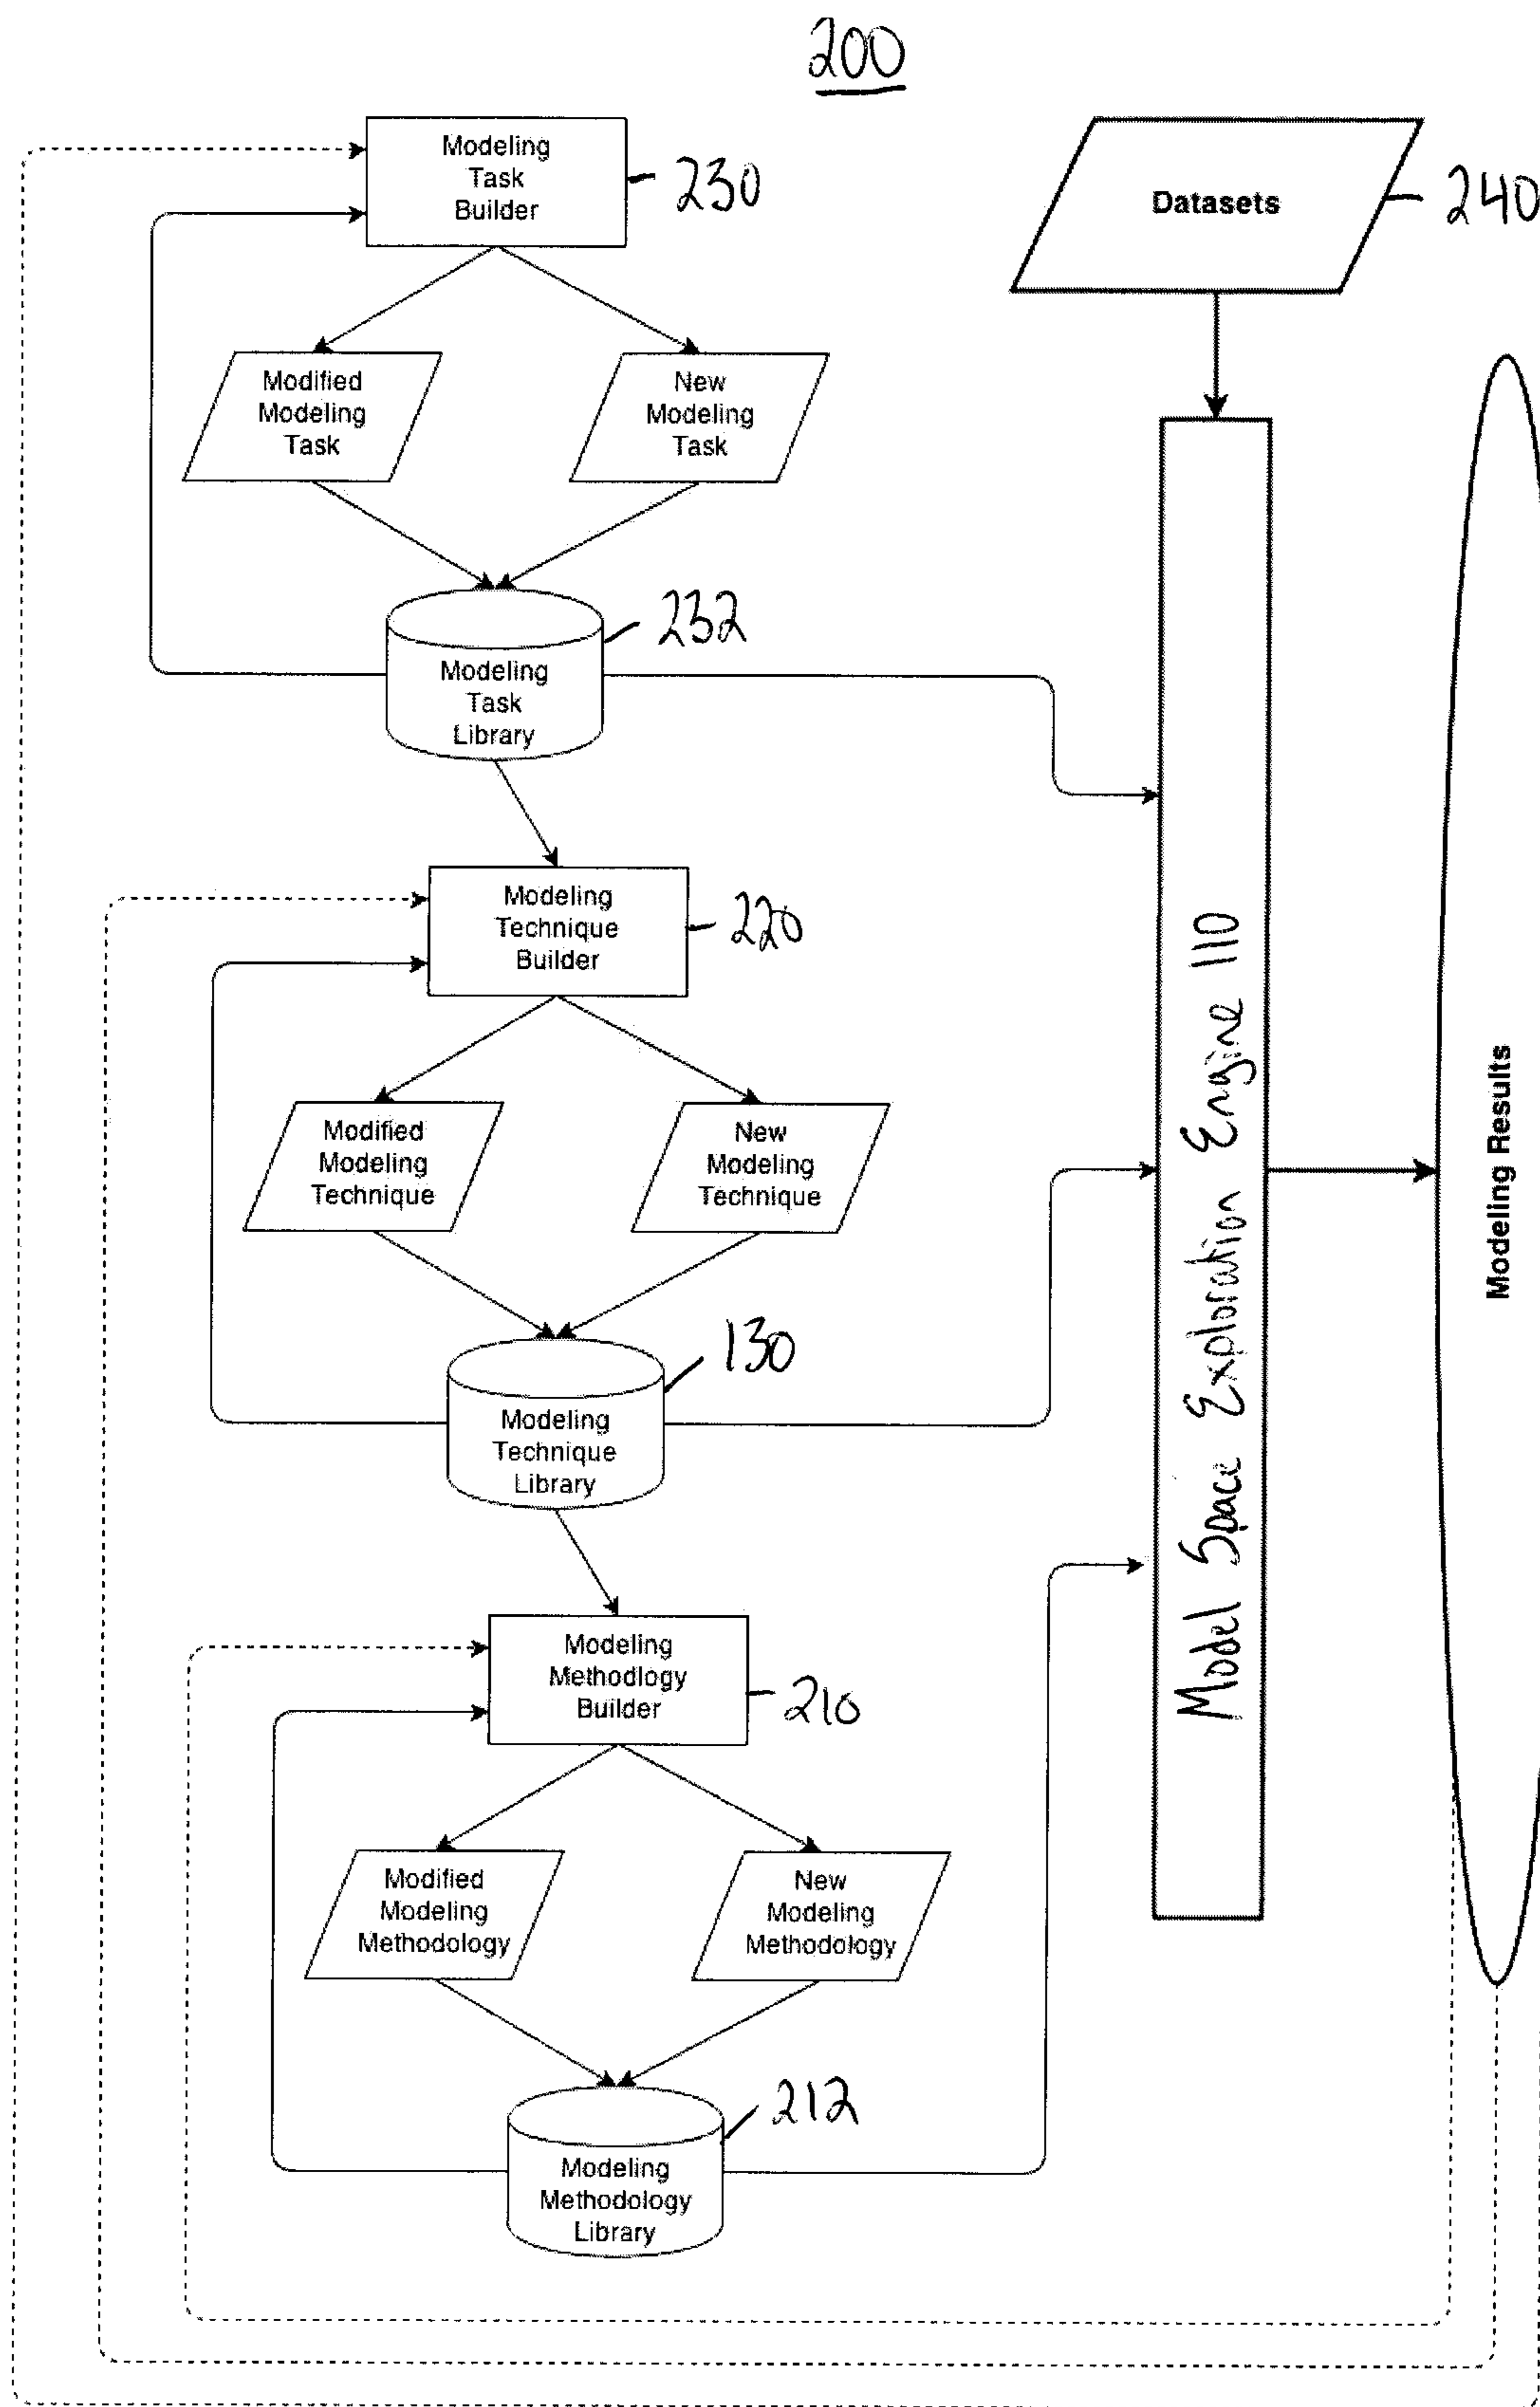 200
Modeling
Task
Builder
230
Datasets
240
Modified
Modeling
Task
New
Modeling
Task
232
Modeling
Task
Library
Modeling
Technique
Builder
220
Modified
Modeling
Technique
New
Modeling
Technique
130
Modeling
Technique
Library
Modeling
Methodlogy
Builder
210
Modified
Modeling
Methodology
New
Modeling
Methodology
212
Modeling
Methodology
Library
Model Space Exploration Engine 110
Modeling Results